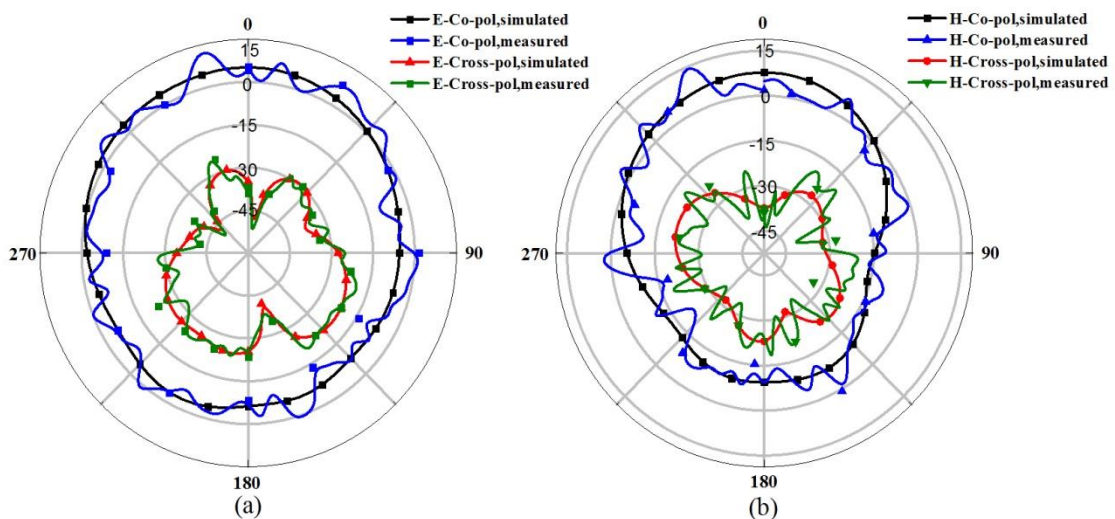 0
15
0
-15
-30
-45
90
180
270
E-Co-pol,simulated
E-Co-pol,measured
E-Cross-pol,simulated
E-Cross-pol,measured
(a)
0
15
0
-15
-30
-45
90
180
270
H-Co-pol,simulated
H-Co-pol,measured
H-Cross-pol,simulated
H-Cross-pol,measured
(b)